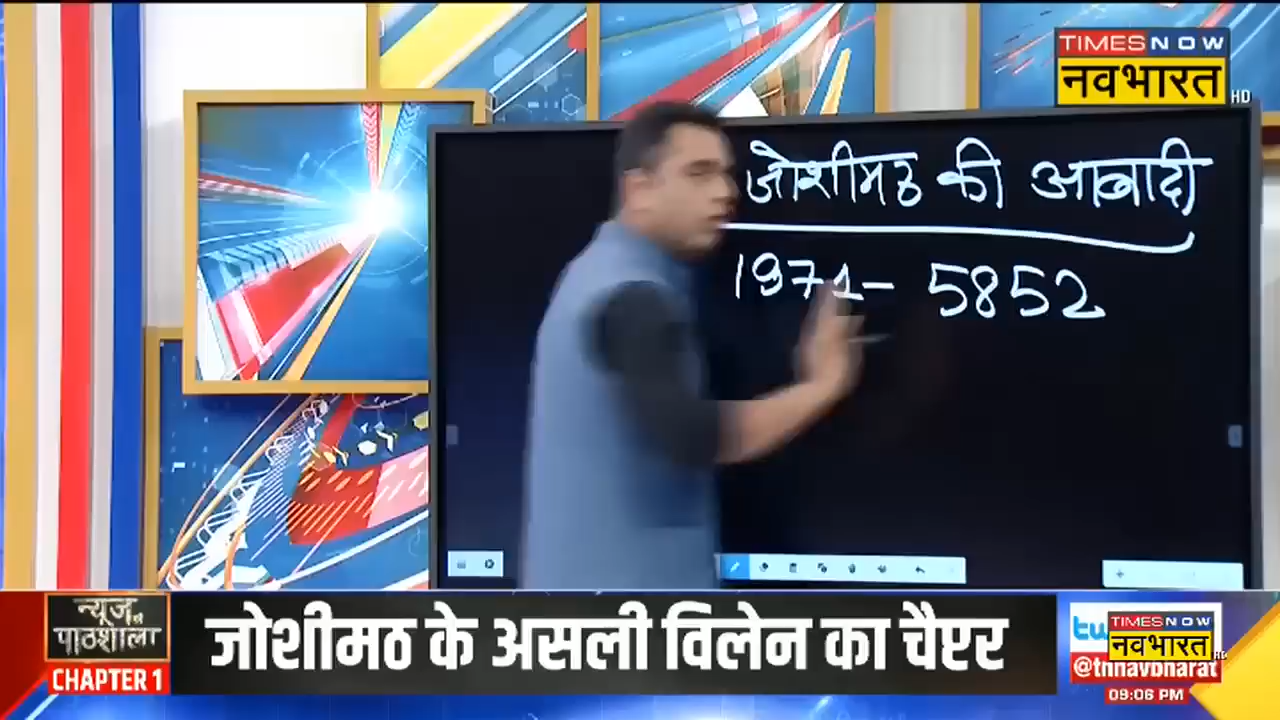 TIMES NOW
नवभारत
HD
जोशीमठ की आबादी
1971- 5852
न्यूज़ की
पाठशाला
CHAPTER 1
जोशीमठ के असली विलेन का चैप्टर
TIMES NOW
नवभारत
@tnnavbharat
09:06 PM